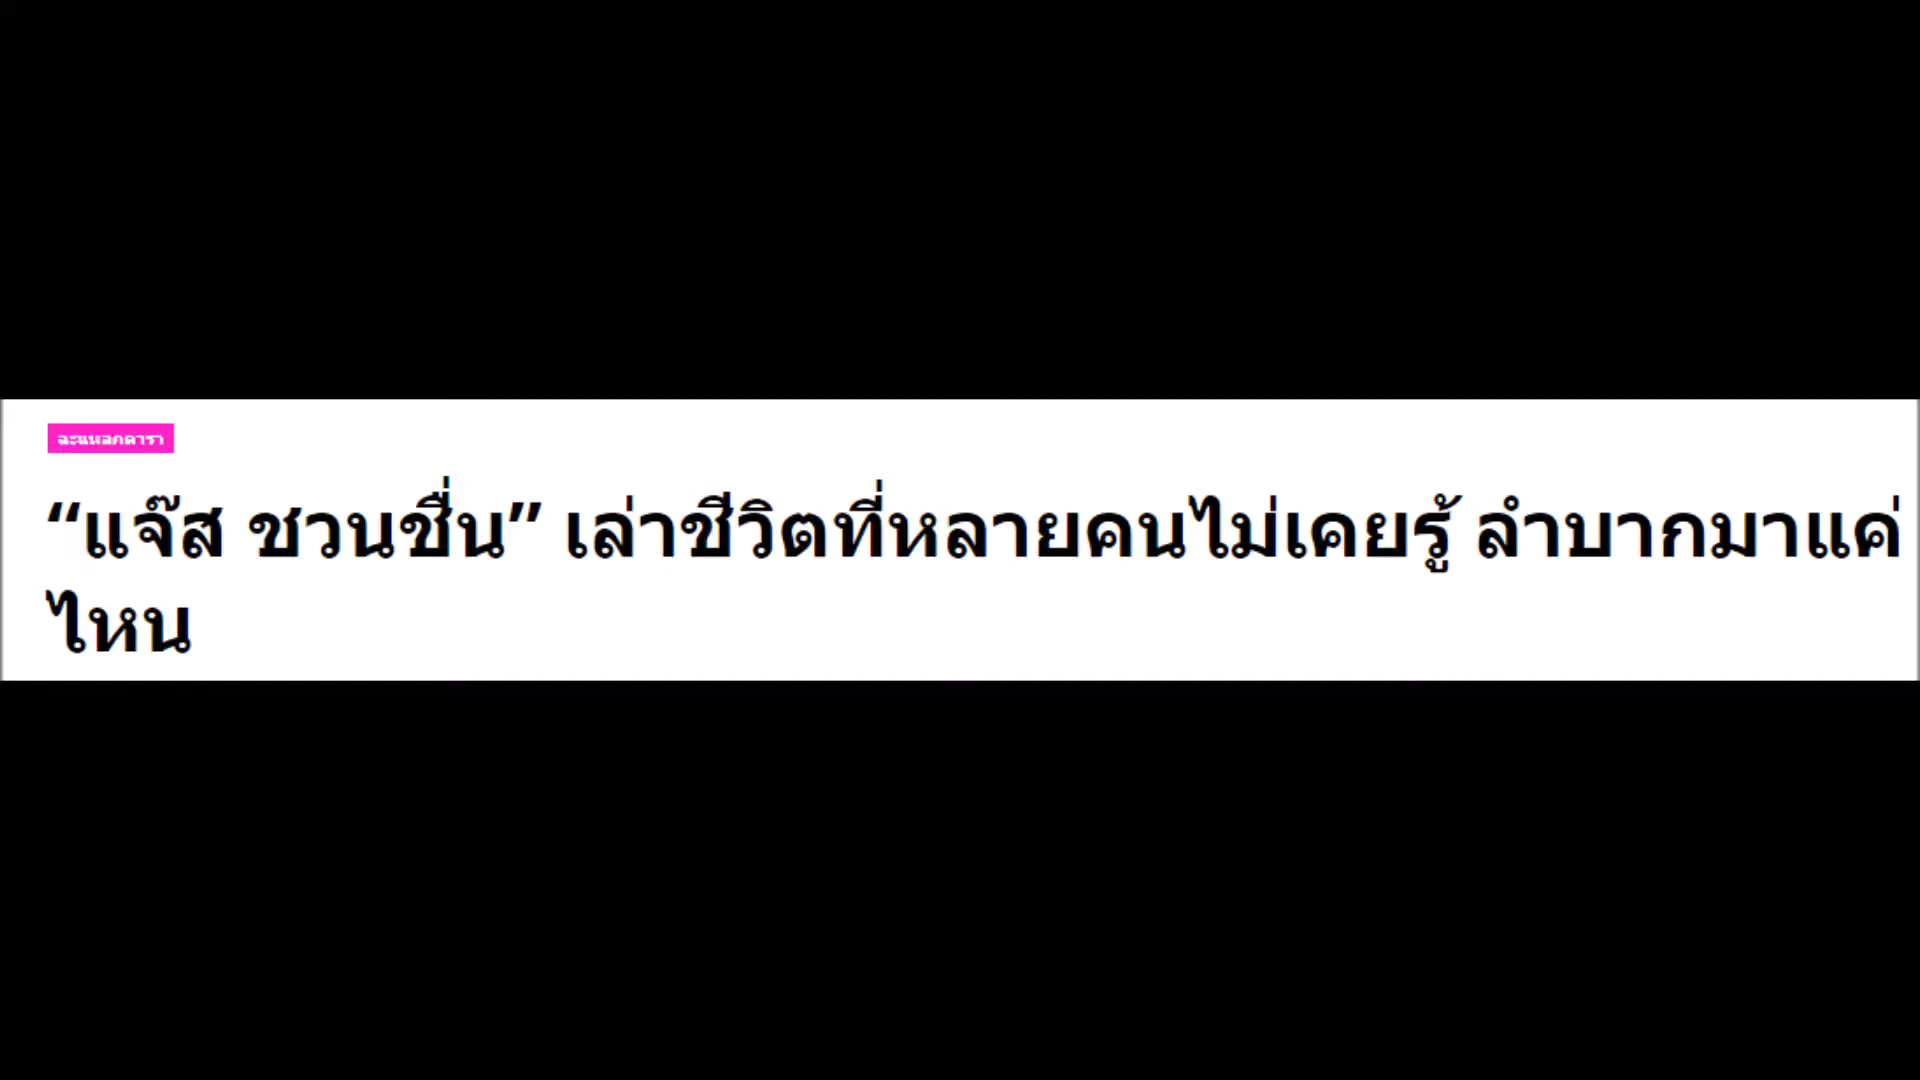 ฉะแหลกดารา
“แจ๊ส ชวนชื่น” เล่าชีวิตที่หลายคนไม่เคยรู้ ลำบากมาแค่
ไหน